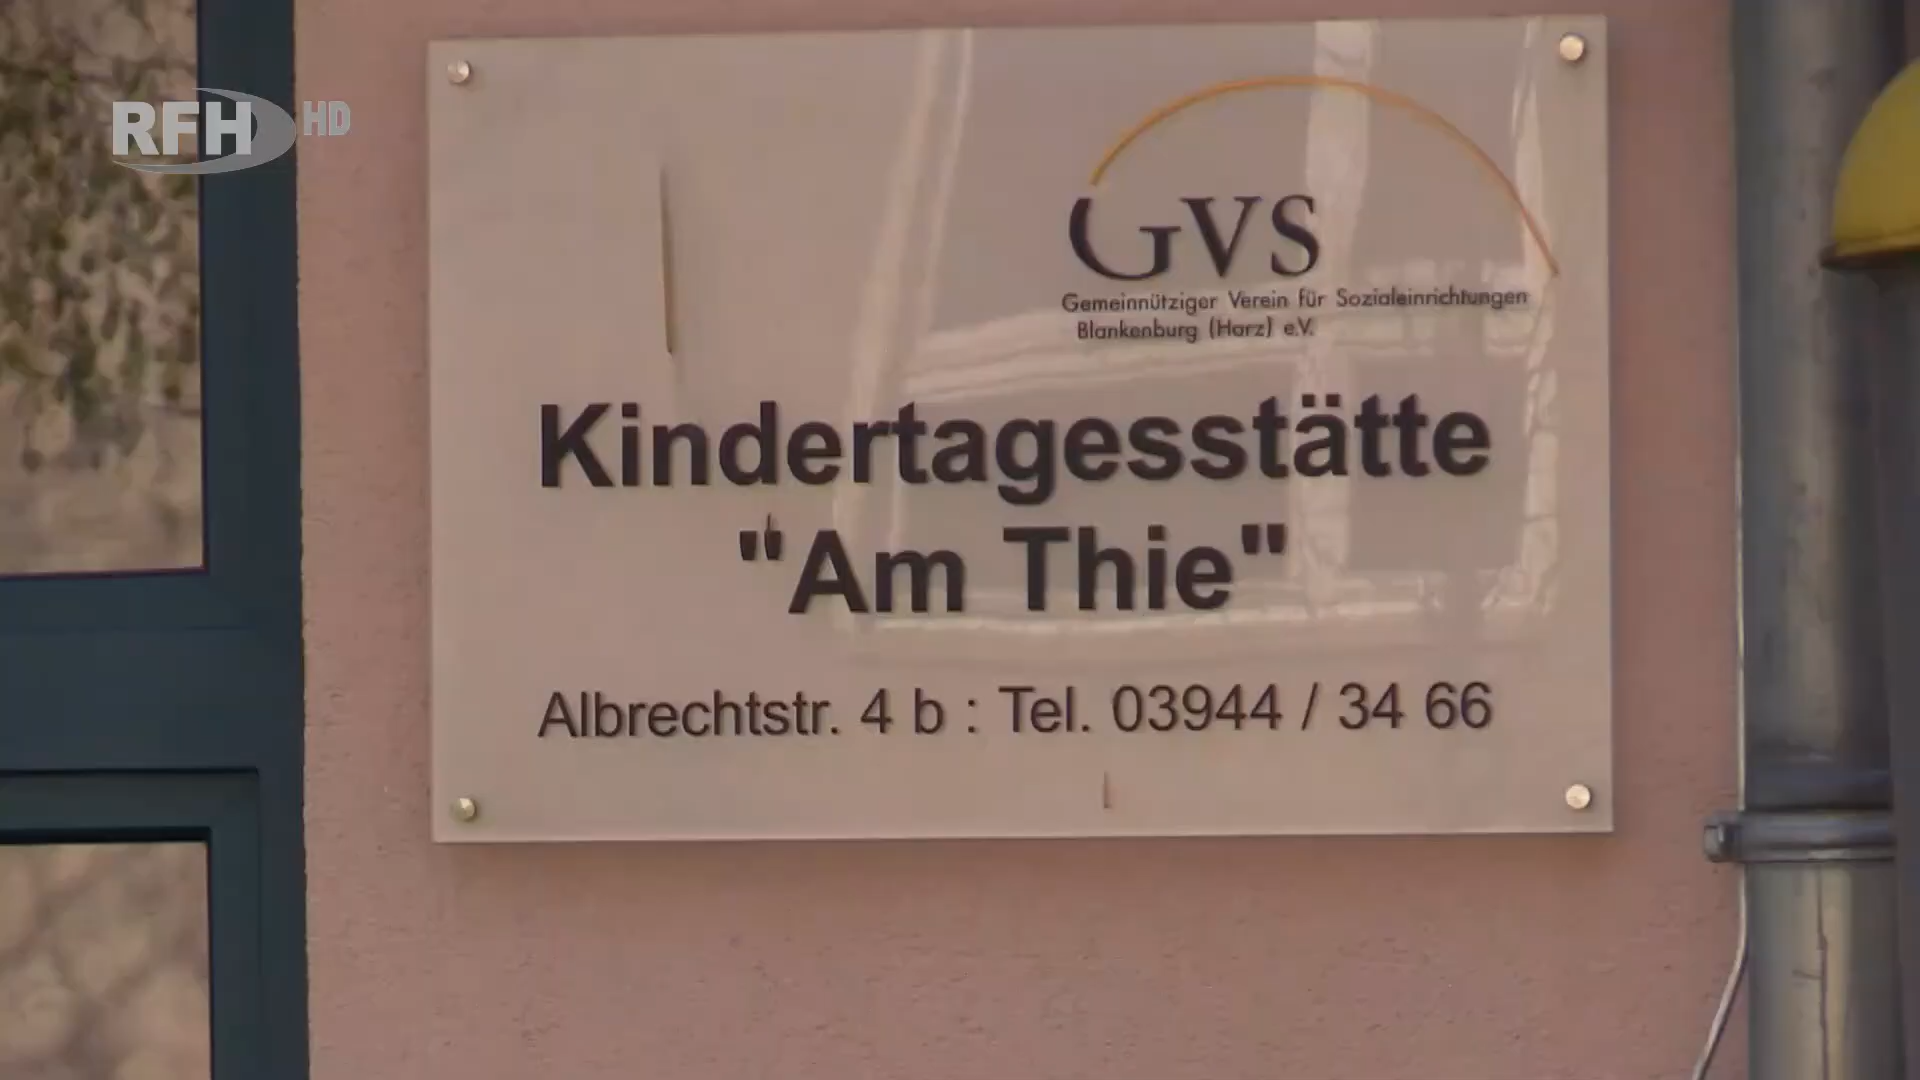 RFH HD
GVS
Gemeinnütziger Verein für Sozialeinrichtungen
Blankenburg (Harz) e.V.
Kindertagesstätte
"Am Thie"
Albrechtstr. 4 b : Tel. 03944 / 34 66